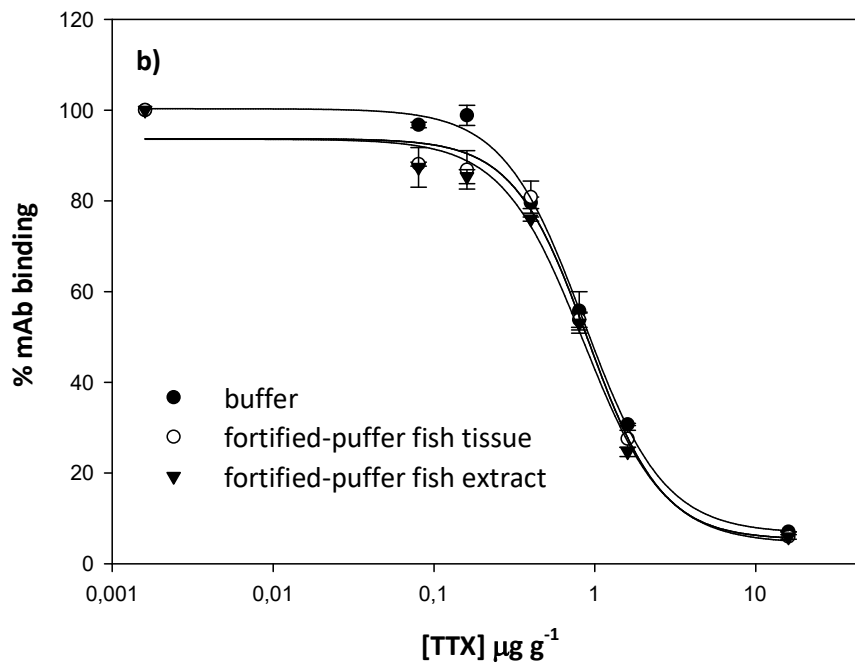 b)
120
100
80
60
40
20
0
% mAb binding
buffer
fortified-puffer fish tissue
fortified-puffer fish extract
0,001
0,01
0,1
1
10
[TTX] μg g⁻¹